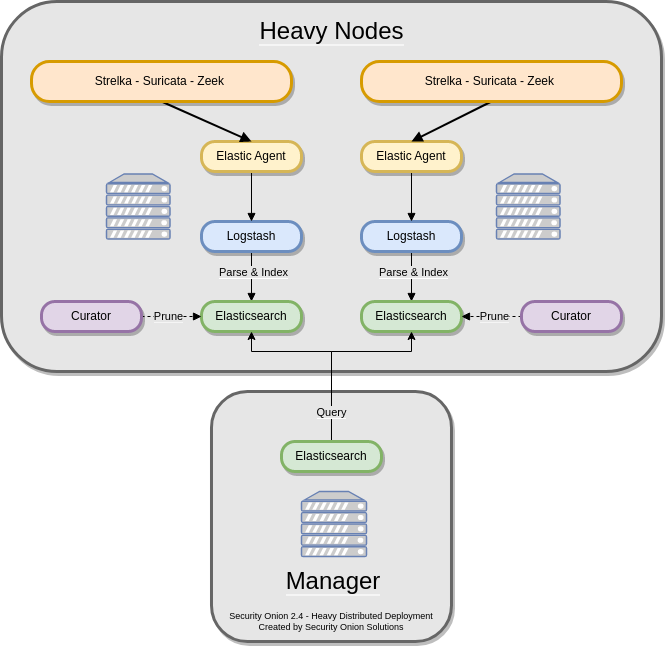 Heavy Nodes
Strelka - Suricata - Zeek
Strelka - Suricata - Zeek
Elastic Agent
Elastic Agent
Logstash
Logstash
Parse & Index
Parse & Index
Curator
Prune
Elasticsearch
Elasticsearch
Prune
Curator
Query
Elasticsearch
Manager
Security Onion 2.4 - Heavy Distributed Deployment
Created by Security Onion Solutions